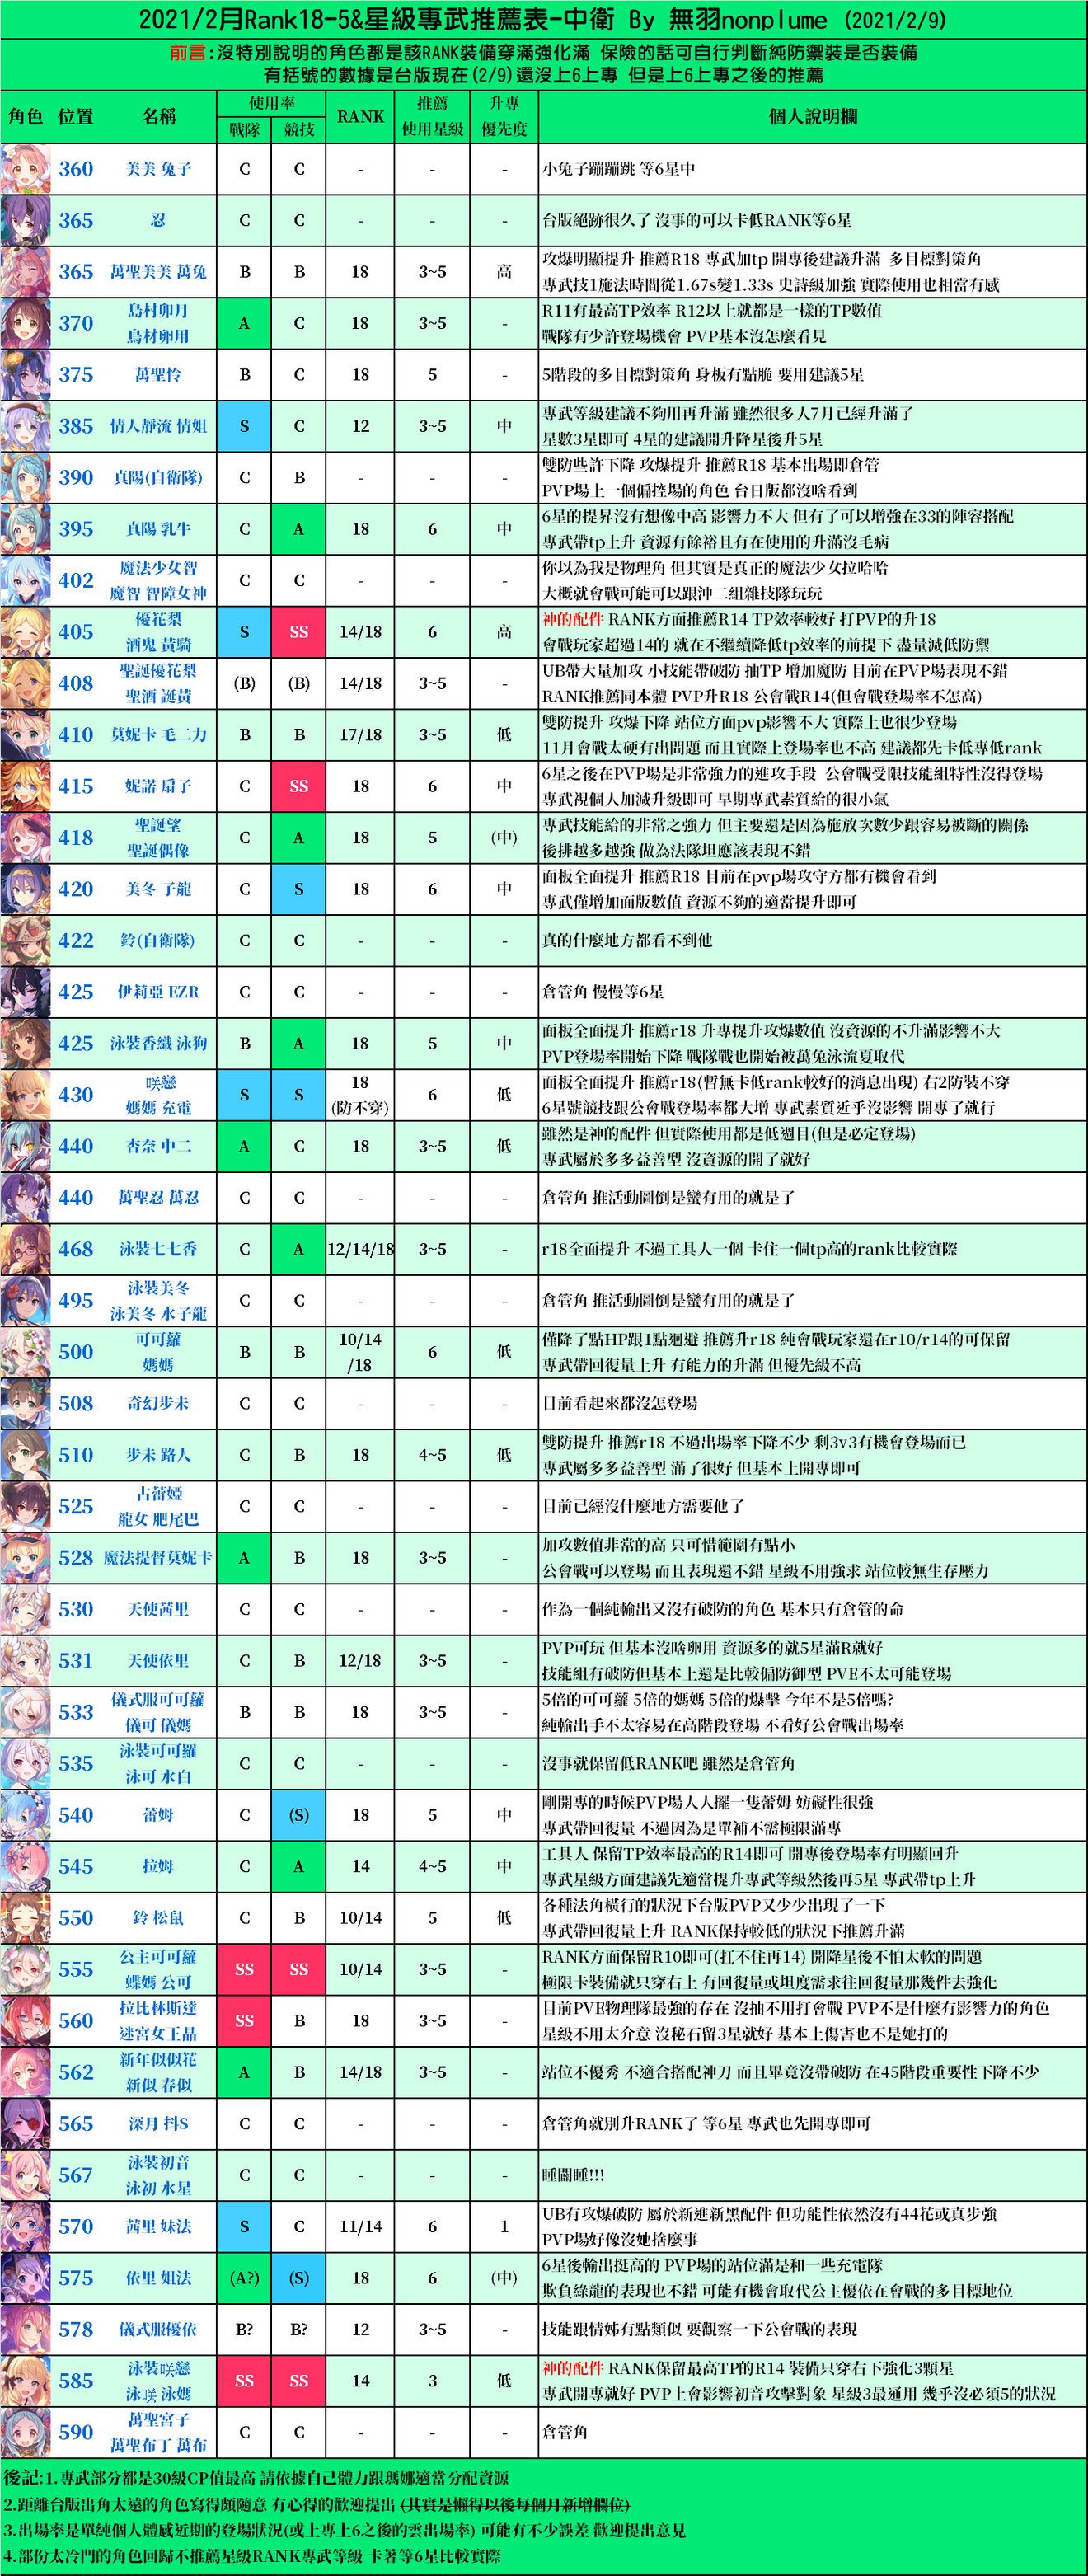 2021/2月Rank18-5&星級專武推薦表-中衛 By 無羽nonplume (2021/2/9)
前言:沒特別說明的角色都是該RANK裝備穿滿強化滿 保險的話可自行判斷純防禦裝是否裝備
有括號的數據是台版現在(2/9)還沒上6上專 但是上6上專之後的推薦
角色 位置 名稱 使用率 戰隊 競技 RANK 推薦使用星級 升專優先度 個人說明欄
360 美美 兔子 C C - - - 小兔子蹦蹦跳 等6星中
365 忍 C C - - - 台版絕跡很久了 沒事的可以卡低RANK等6星
365 萬聖美美 萬兔 B B 18 3~5 高 攻爆明顯提升 推薦R18 專武加tp 開專後建議升滿 多目標對策角
專武技1施法時間從1.67s變1.33s 史詩級加強 實際使用也相當有感
370 島村卯月 A C 18 3~5 - R11有最高TP效率 R12以上就都是一樣的TP數值
鳥材卵用 戰隊有少許登場機會 PVP基本沒怎麼看見
375 萬聖怜 B C 18 5 - 5階段的多目標對策角 身板有點脆 要用建議5星
385 情人靜流 情姐 S C 12 3~5 中 專武等級建議不夠用再升滿 雖然很多人7月已經升滿了
星數3星即可 4星的建議開升降星後升5星
390 真陽(自衛隊) C B - - - 雙防些許下降 攻爆提升 推薦R18 基本出場即倉管
PVP場上一個偏控場的角色 台日版都沒啥看到
395 真陽 乳牛 C A 18 6 中 6星的提昇沒有想像中高 影響力不大 但有了可以增強在33的陣容搭配
專武帶tp上升 資源有餘裕且有在使用的升滿沒毛病
402 魔法少女智 C C - - - 你以為我是物理角 但其實是真正的魔法少女拉哈哈
魔智 智障女神 大概就會戰可能可以跟沖二組雜技隊玩玩
405 優花梨 S SS 14/18 6 高 神的配件 RANK方面推薦R14 TP效率較好 打PVP的升18
酒鬼 黃騎 會戰玩家超過14的 就在不繼續降低tp效率的前提下 盡量減低防禦
408 聖誕優花梨 (B) (B) 14/18 3~5 - UB帶大量加攻 小技能帶破防 抽TP 增加魔防 目前在PVP場表現不錯
聖酒 誕黃 RANK推薦同本體 PVP升R18 公會戰R14(但會戰登場率不怎高)
410 莫妮卡 毛二力 B B 17/18 3~5 低 雙防提升 攻爆下降 站位方面pvp影響不大 實際上也很少登場
11月會戰太硬有出問題 而且實際上登場率也不高 建議都先卡低專低rank
415 妮諾 扇子 C SS 18 6 中 6星之後在PVP場是非常強力的進攻手段 公會戰受限技能組特性沒得登場
專武視個人加減升級即可 早期專武素質給的很小氣
418 聖誕望 C A 18 5 (中) 專武技能給的非常之強力 但主要還是因為施放次數少跟容易被斷的關係
聖誕偶像 後排越多越強 做為法隊坦應該表現不錯
420 美冬 子龍 C S 18 6 中 面板全面提升 推薦R18 目前在pvp場攻守方都有機會看到
專武僅增加面版數值 資源不夠的適當提升即可
422 鈴(自衛隊) C C - - - 真的什麼地方都看不到他
425 伊莉亞 EZR C C - - - 倉管角 慢慢等6星
425 泳裝香織 泳狗 B A 18 5 中 面板全面提升 推薦r18 升專提升攻爆數值 沒資源的不升滿影響不大
PVP登場率開始下降 戰隊戰也開始被萬兔泳流夏取代
430 咲戀 S S 18 6 低 面板全面提升 推薦r18(暫無卡低rank較好的消息出現) 右2防裝不穿
媽媽 充電 (防不穿) 6星號競技跟公會戰登場率都大增 專武素質近乎沒影響 開專了就行
440 杏奈 中二 A C 18 3~5 低 雖然是神的配件 但實際使用都是低週目(但是必定登場)
專武屬於多多益善型 沒資源的開了就好
440 萬聖忍 萬忍 C C - - - 倉管角 推活動圖倒是蠻有用的就是了
468 泳裝七七香 C A 12/14/18 3~5 - r18全面提升 不過工具人一個 卡住一個tp高的rank比較實際
495 泳裝美冬 C C - - - 倉管角 推活動圖倒是蠻有用的就是了
泳美冬 水子龍
500 可可蘿 B B 10/14 6 低 僅降了點HP跟1點迴避 推薦升r18 純會戰玩家還在r10/r14的可保留
媽媽 /18 專武帶回復量上升 有能力的升滿 但優先級不高
508 奇幻步未 C C - - - 目前看起來都沒怎登場
510 步未 路人 C B 18 4~5 低 雙防提升 推薦r18 不過出場率下降不少 剩3v3有機會登場而已
專武屬多多益善型 滿了很好 但基本上開專即可
525 古蕾婭 C C - - - 目前已經沒什麼地方需要他了
龍女 肥尾巴
528 魔法提督莫妮卡 A B 18 3~5 - 加攻數值非常的高 只可惜範圍有點小
公會戰可以登場 而且表現還不錯 星級不用強求 站位較無生存壓力
530 天使茜里 C C - - - 作為一個純輸出又沒有破防的角色 基本只有倉管的命
531 天使依里 C B 12/18 3~5 - PVP可玩 但基本沒啥卵用 資源多的就5星滿R就好
技能組有破防但基本上還是比較偏防御型 PVE不太可能登場
533 儀式服可可蘿 B B 18 3~5 - 5倍的可可蘿 5倍的媽媽 5倍的爆擊 今年不是5倍嗎?
儀可 儀媽 純輸出手不太容易在高階段登場 不看好公會戰出場率
535 泳裝可可羅 C C - - - 沒事就保留低RANK吧 雖然是倉管角
泳可 水白
540 蕾姆 C (S) 18 5 中 剛開專的時候PVP場人人擺一隻蕾姆 妨礙性很強
專武帶回復量 不過因為是單補不需極限滿專
545 拉姆 C A 14 4~5 中 工具人 保留TP效率最高的R14即可 開專後登場率有明顯回升
專武星級方面建議先適當提升專武等級然後再5星 專武帶tp上升
550 鈴 松鼠 C B 10/14 5 低 各種法角橫行的狀況下台版PVP又少少出現了一下
專武帶回復量上升 RANK保持較低的狀況下推薦升滿
555 公主可可蘿 SS SS 10/14 3~5 - RANK方面保留R10即可(扛不住再14) 開降星後不怕太軟的問題
蝶媽 公可 極限卡裝備就只穿右上 有回復量或坦度需求往回復量那幾件去強化
560 拉比林斯達 SS B 18 3~5 - 目前PVE物理隊最強的存在 沒抽不用打會戰 PVP不是什麼有影響力的角色
迷宮女王晶 星級不用太介意 沒秘石留3星就好 基本上傷害也不是她打的
562 新年似似花 A B 14/18 3~5 - 站位不優秀 不適合搭配神刀 而且畢竟沒帶破防 在45階段重要性下降不少
新似 春似
565 深月 抖S C C - - - 倉管角就別升RANK了 等6星 專武也先開專即可
567 泳裝初音 C C - - - 睡鬪睡!!!
泳初 水星
570 茜里 妹法 S C 11/14 6 1 UB有攻爆破防 屬於新進新黑配件 但功能性依然沒有44花或真步強
PVP場好像沒她捨麼事
575 依里 姐法 (A?) (S) 18 6 (中) 6星後輸出挺高的 PVP場的站位滿是和一些充電隊
欺負綠龍的表現也不錯 可能有機會取代公主優依在會戰的多目標地位
578 儀式服優依 B? B? 12 3~5 - 技能跟情姊有點類似 要觀察一下公會戰的表現
585 泳裝咲戀 SS SS 14 3 低 神的配件 RANK保留最高TP的R14 裝備只穿右下強化3顆星
泳咲 泳媽 專武開專就好 PVP上會影響初音攻擊對象 星級3最通用 幾乎沒必須5的狀況
590 萬聖宮子 C C - - - 倉管角
萬聖布丁 萬布
後記:1.專武部分都是30級CP值最高 請依據自己體力跟瑪娜適當分配資源
2.距離台版出角太遠的角色寫得頗隨意 有心得的歡迎提出 (其實是懶得以後每個月新增欄位)
3.出場率是單純個人體感近期的登場狀況(或上專上6之後的雲出場率) 可能有不少誤差 歡迎提出意見
4.部份太冷門的角色回歸不推薦星級RANK專武等級 卡著等6星比較實際